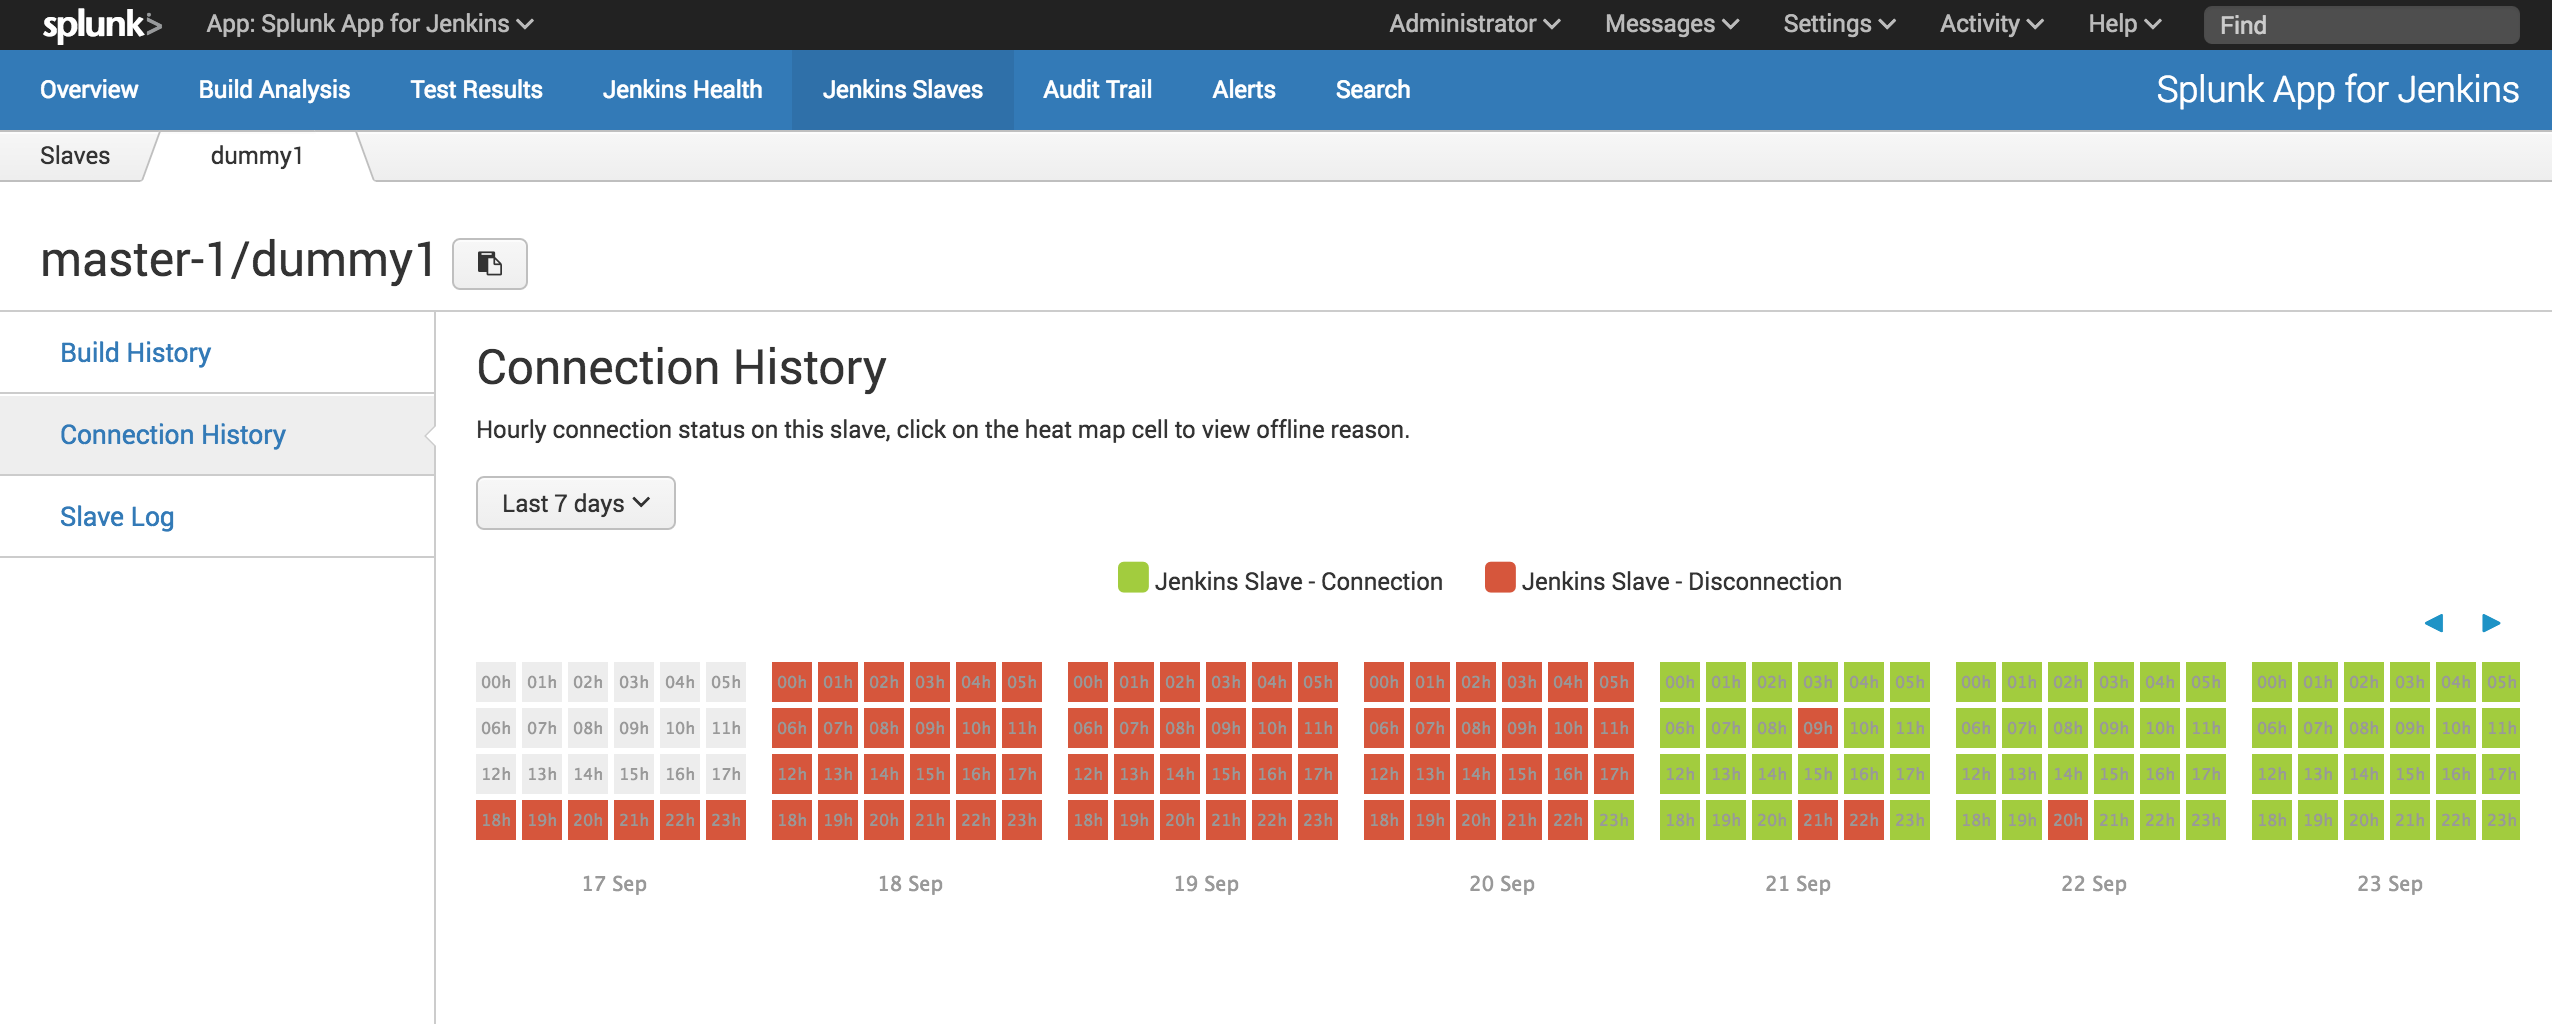 splunk> App: Splunk App for Jenkins Administrator Messages Settings Activity Help Find
Overview Build Analysis Test Results Jenkins Health Jenkins Slaves Audit Trail Alerts Search Splunk App for Jenkins
Slaves dummy1
master-1/dummy1
Build History
Connection History
Slave Log
Connection History
Hourly connection status on this slave, click on the heat map cell to view offline reason.
Last 7 days
Jenkins Slave - Connection Jenkins Slave - Disconnection
00h 01h 02h 03h 04h 05h 00h 01h 02h 03h 04h 05h 00h 01h 02h 03h 04h 05h 00h 01h 02h 03h 04h 05h 00h 01h 02h 03h 04h 05h 00h 01h 02h 03h 04h 05h 00h 01h 02h 03h 04h 05h
06h 07h 08h 09h 10h 11h 06h 07h 08h 09h 10h 11h 06h 07h 08h 09h 10h 11h 06h 07h 08h 09h 10h 11h 06h 07h 08h 09h 10h 11h 06h 07h 08h 09h 10h 11h 06h 07h 08h 09h 10h 11h
12h 13h 14h 15h 16h 17h 12h 13h 14h 15h 16h 17h 12h 13h 14h 15h 16h 17h 12h 13h 14h 15h 16h 17h 12h 13h 14h 15h 16h 17h 12h 13h 14h 15h 16h 17h 12h 13h 14h 15h 16h 17h
18h 19h 20h 21h 22h 23h 18h 19h 20h 21h 22h 23h 18h 19h 20h 21h 22h 23h 18h 19h 20h 21h 22h 23h 18h 19h 20h 21h 22h 23h 18h 19h 20h 21h 22h 23h 18h 19h 20h 21h 22h 23h
17 Sep 18 Sep 19 Sep 20 Sep 21 Sep 22 Sep 23 Sep